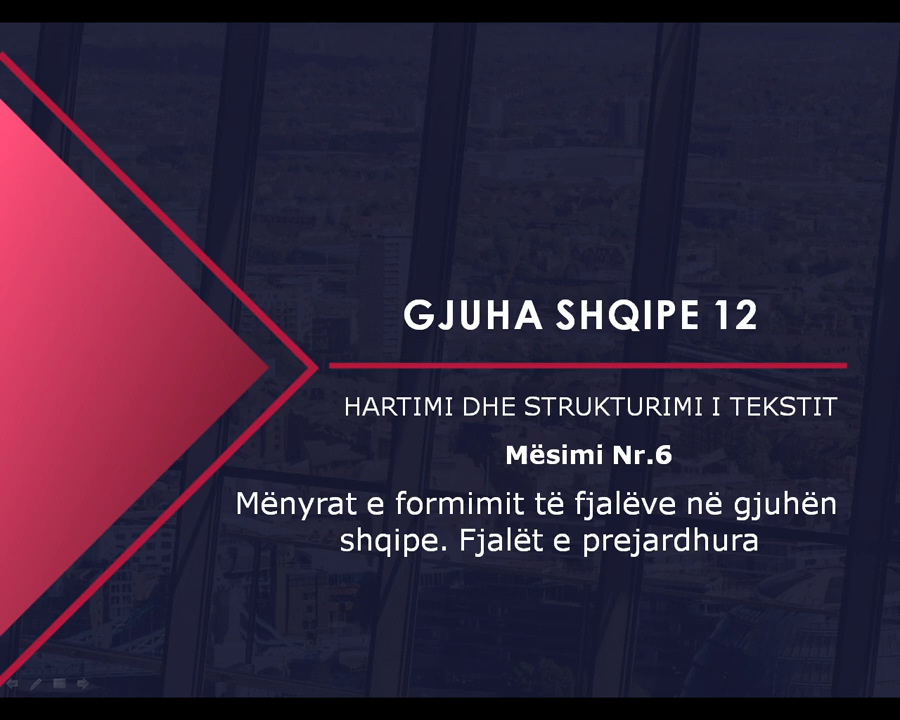 GJUHA SHQIPE 12
HARTIMI DHE STRUKTURIMI I TEKSTIT
Mësimi Nr.6
Mënyrat e formimit të fjalëve në gjuhën
shqipe. Fjalët e prejardhura